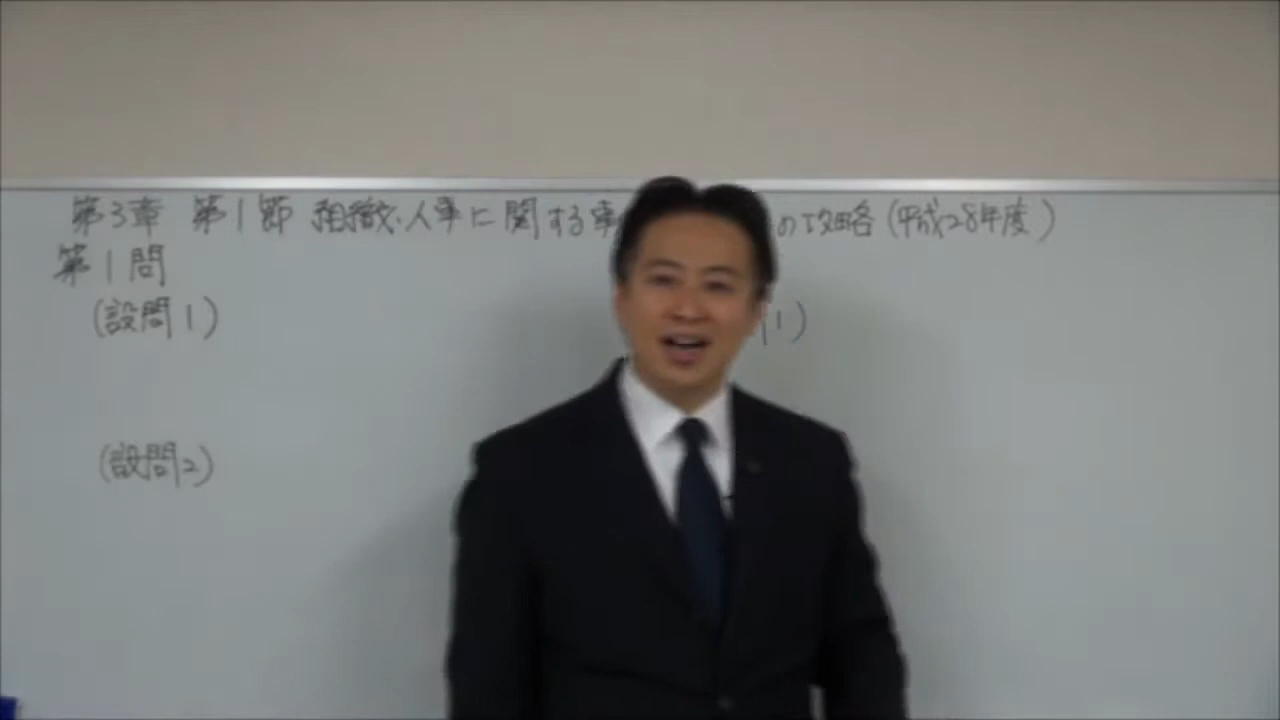 第3章 第1節 組織・人事に関する事 の攻略(平成28年度)
第1問
(設問1) 1)
(設問2)